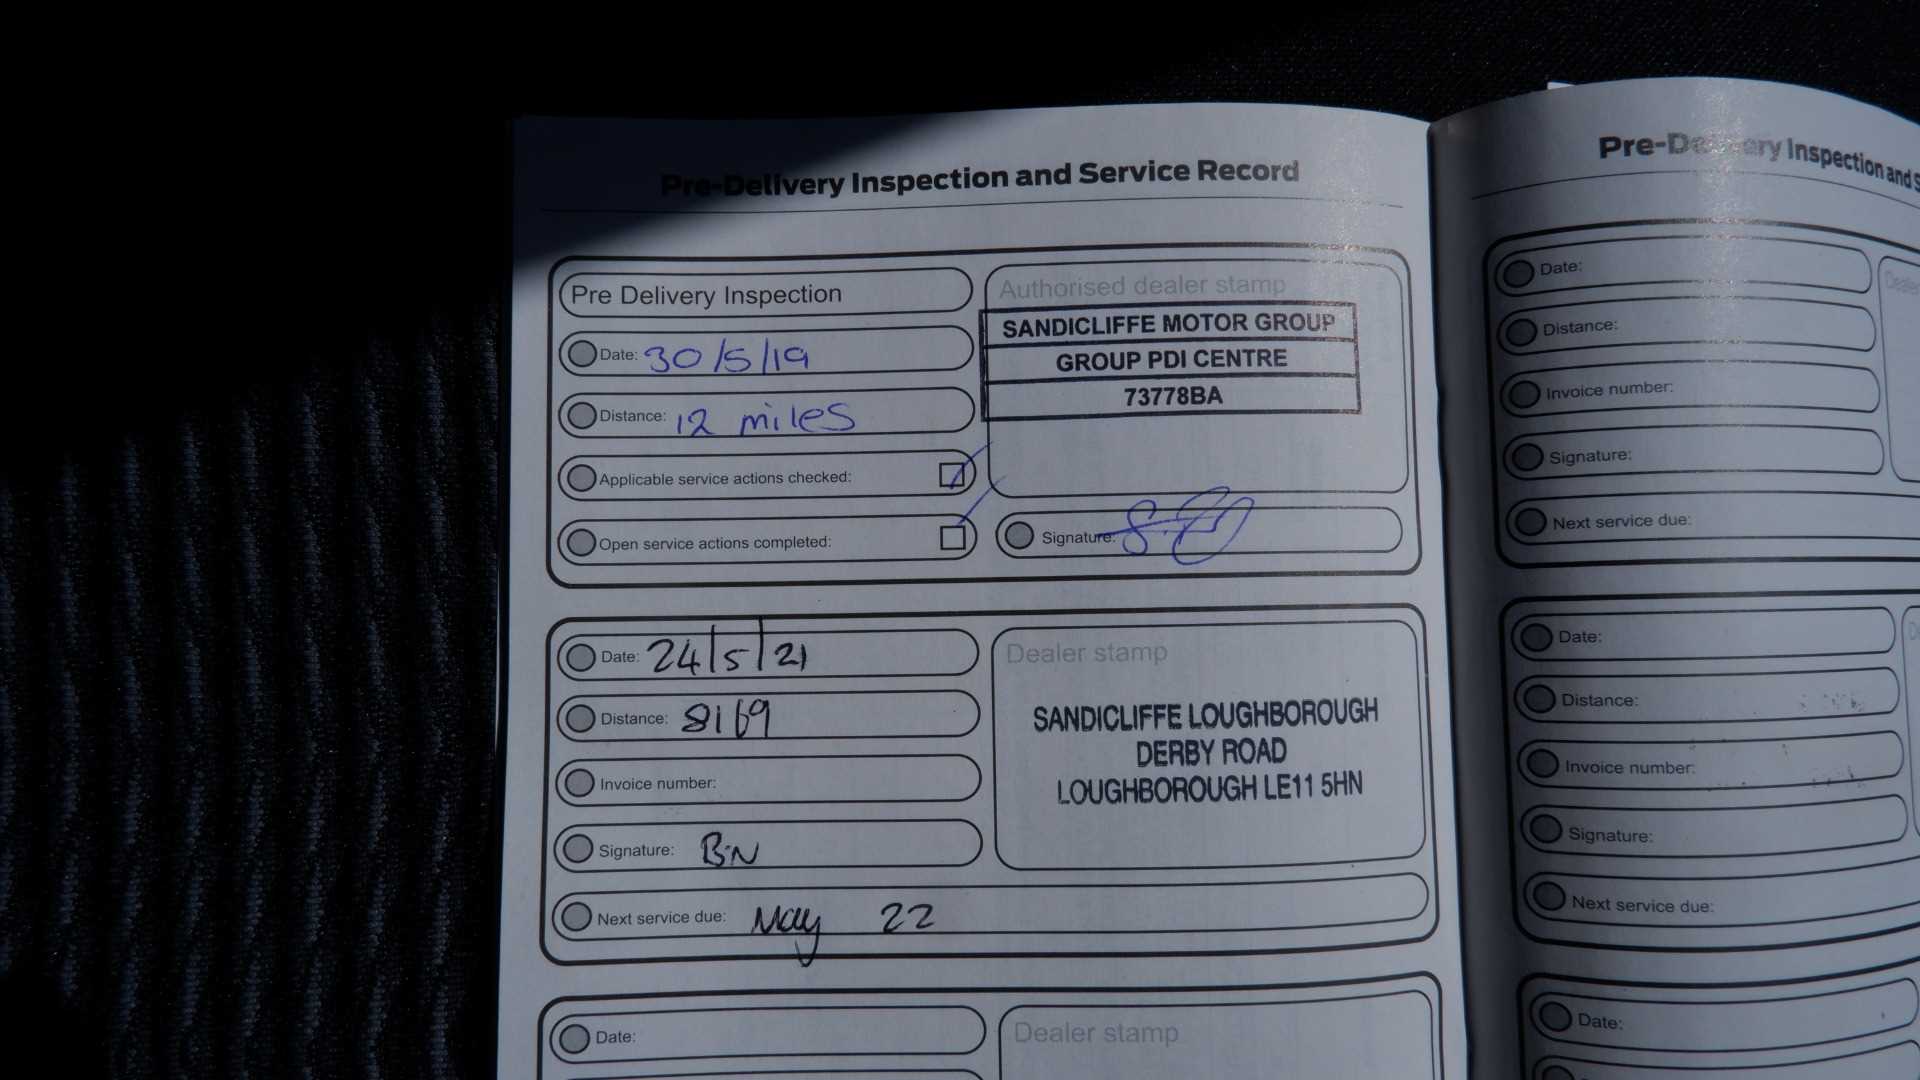 Pre-Delivery Inspection and Service Record
Pre Delivery Inspection
Date: 30/5/19
Distance: 12 miles
Applicable service actions checked:
Open service actions completed:
Authorised dealer stamp
SANDICLIFFE MOTOR GROUP
GROUP PDI CENTRE
73778BA
Signature:
Date: 24/5/21
Distance: 8169
Invoice number:
Signature: B.N
Next service due: May 22
Dealer stamp
SANDICLIFFE LOUGHBOROUGH
DERBY ROAD
LOUGHBOROUGH LE11 5HN
Date:
Dealer stamp
Pre-Delivery Inspection and
Date:
Distance:
Invoice number:
Signature:
Next service due:
Date:
Distance:
Invoice number:
Signature:
Next service due:
Date: